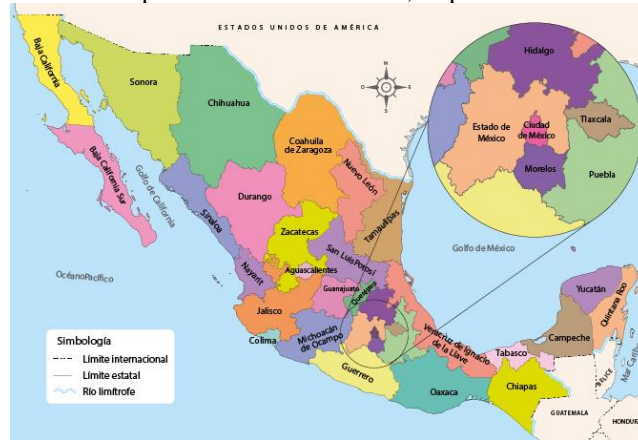 ESTADOS UNIDOS DE AMÉRICA
Baja California
Sonora
Chihuahua
Coahuila
de Zaragoza
Nuevo León
Tamaulipas
Baja California Sur
Golfo de California
Sinaloa
Durango
Zacatecas
San Luis Potosí
Nayarit
Aguascalientes
Guanajuato
Querétaro
Jalisco
Colima
Michoacán
de Ocampo
Guerrero
Oaxaca
Veracruz de Ignacio
de la Llave
Tabasco
Chiapas
Campeche
Yucatán
Quintana Roo
Golfo de México
Océano Pacífico
BELICE
GUATEMALA
N
O
E
S
Hidalgo
Estado de
México
Ciudad
de México
Tlaxcala
Morelos
Puebla
Simbología
Límite internacional
Límite estatal
Río limítrofe